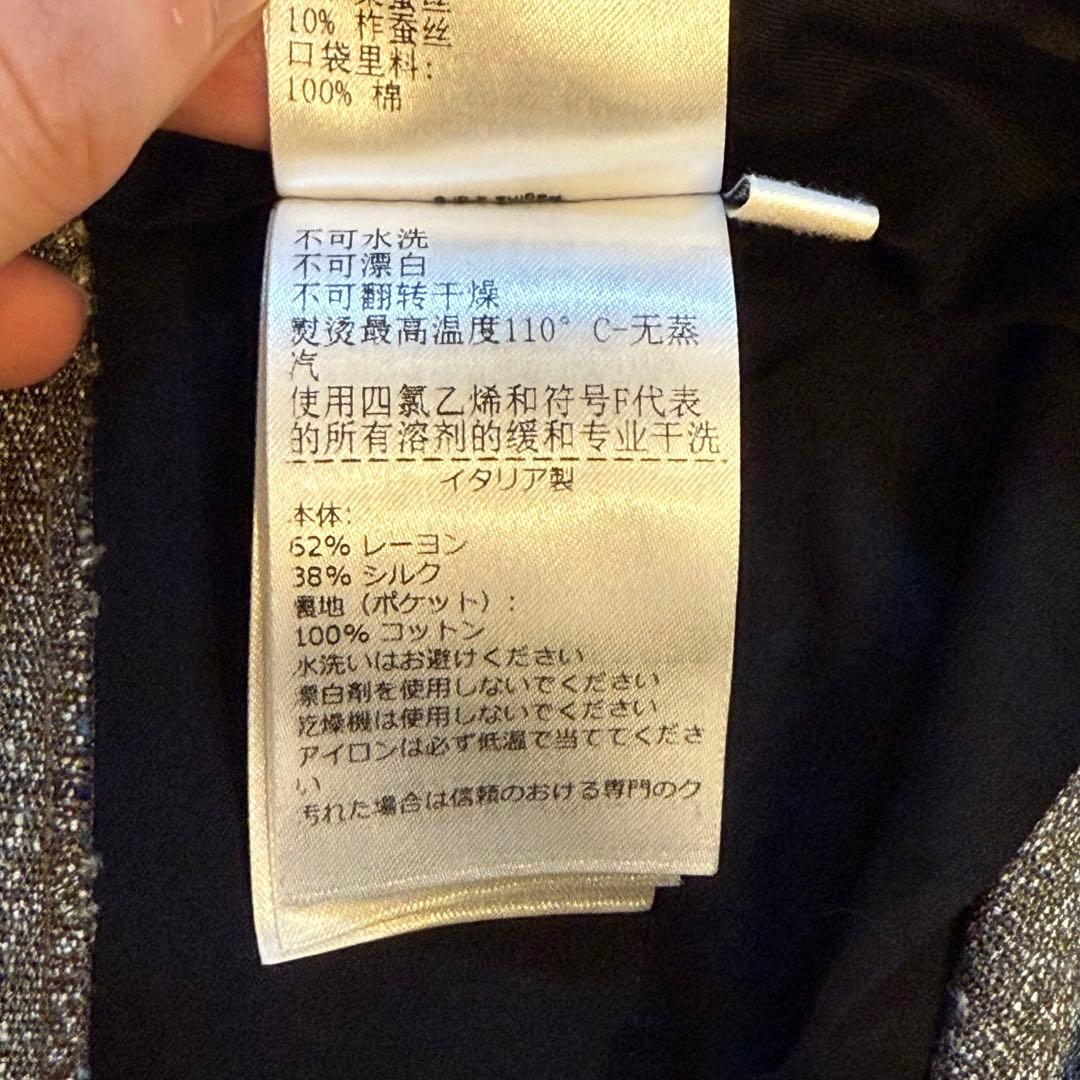 10% 柞蚕丝
口袋里料:
100% 棉
不可水洗
不可漂白
不可翻转干燥
熨烫最高温度110° C-无蒸
汽
使用四氯乙烯和符号F代表
的所有溶剂的缓和专业干洗
イタリア製
本体:
62% レーヨン
38% シルク
裏地 (ポケット) :
100% コットン
水洗いはお避けください
漂白剤を使用しないでください
乾燥機は使用しないでください
アイロンは必ず低温で当ててくださ
い
汚れた場合は信頼のおける専門のク